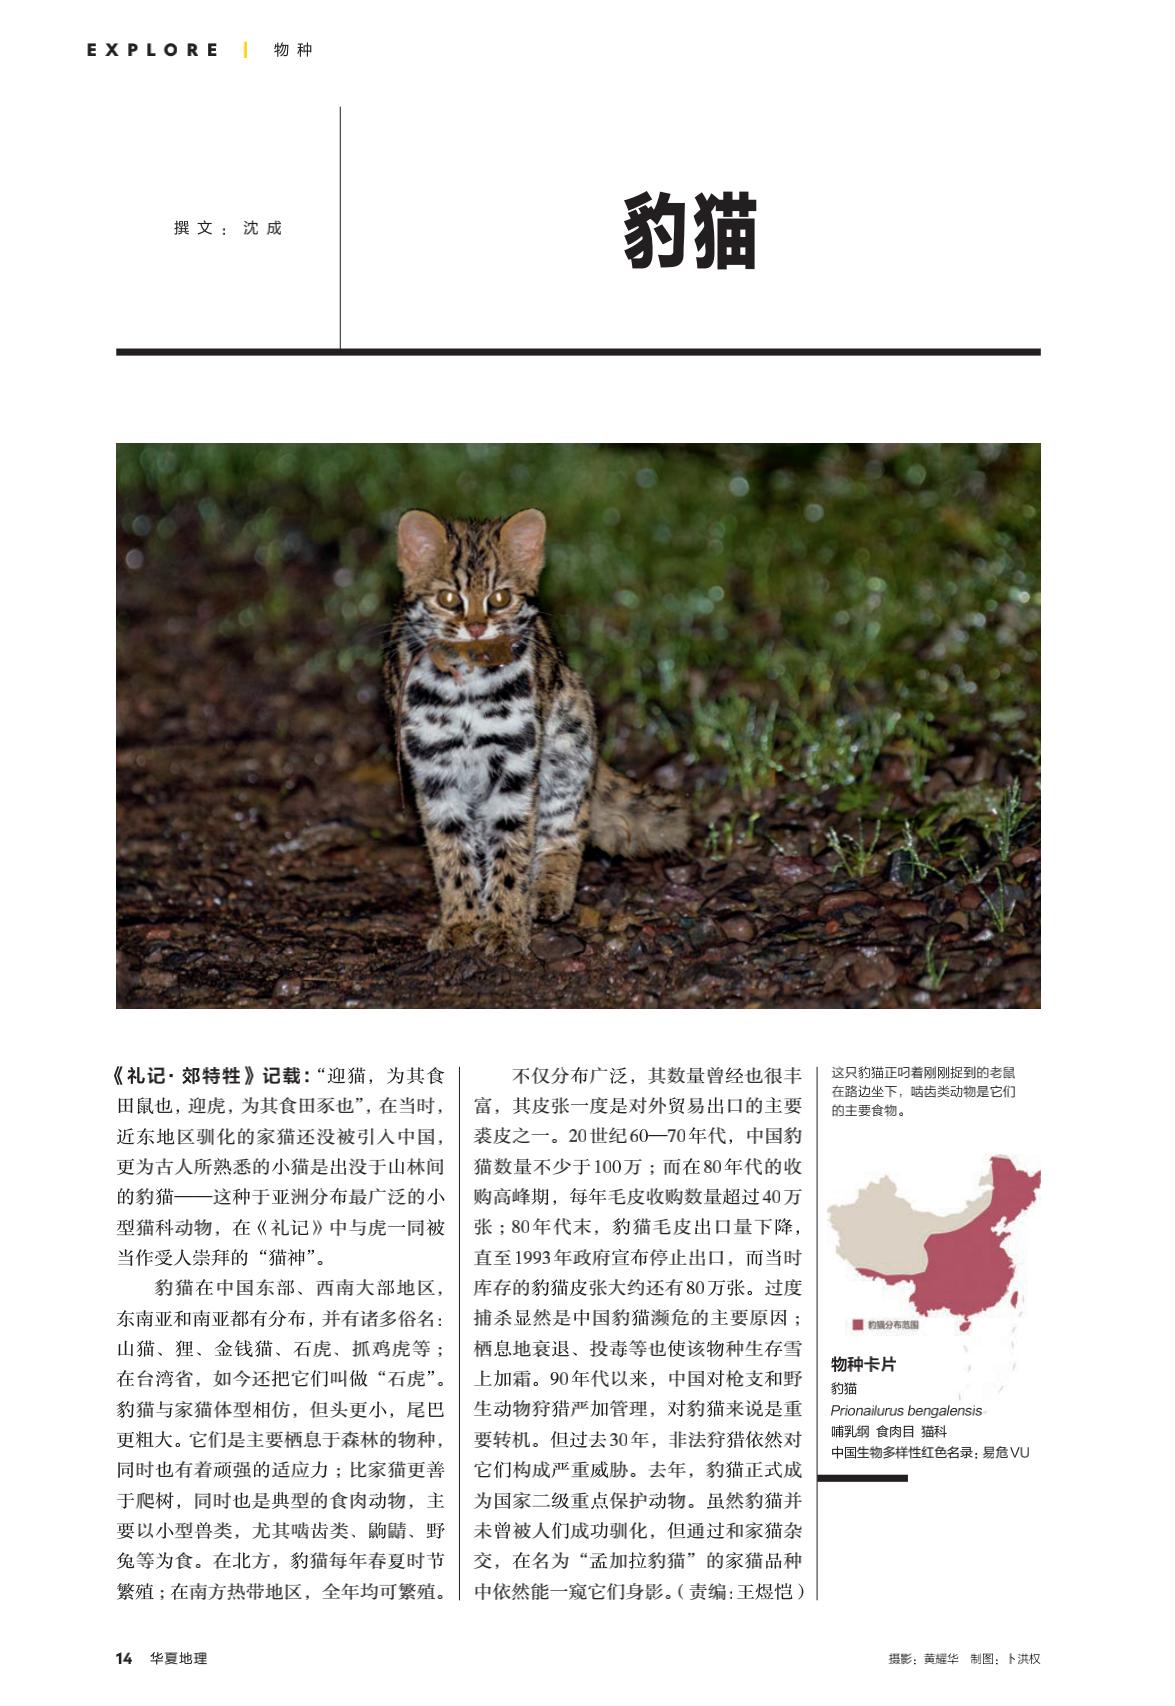 EXPLORE | 物种
撰文：沈成
豹猫
《礼记·郊特牲》记载：“迎猫，为其食
田鼠也，迎虎，为其食田豕也”，在当时，
近东地区驯化的家猫还没被引入中国，
更为古人所熟悉的小猫是出没于山林间
的豹猫——这种于亚洲分布最广泛的小
型猫科动物，在《礼记》中与虎一同被
当作受人崇拜的“猫神”。
豹猫在中国东部、西南大部地区，
东南亚和南亚都有分布，并有诸多俗名：
山猫、狸、金钱猫、石虎、抓鸡虎等；
在台湾省，如今还把它们叫做“石虎”。
豹猫与家猫体型相仿，但头更小，尾巴
更粗大。它们是主要栖息于森林的物种，
同时也有着顽强的适应力；比家猫更善
于爬树，同时也是典型的食肉动物，主
要以小型兽类，尤其啮齿类、鼩鼱、野
兔等为食。在北方，豹猫每年春夏时节
繁殖；在南方热带地区，全年均可繁殖。
不仅分布广泛，其数量曾经也很丰
富，其皮张一度是对外贸易出口的主要
裘皮之一。20世纪60—70年代，中国豹
猫数量不少于100万；而在80年代的收
购高峰期，每年毛皮收购数量超过40万
张；80年代末，豹猫毛皮出口量下降，
直至1993年政府宣布停止出口，而当时
库存的豹猫皮张大约还有80万张。过度
捕杀显然是中国豹猫濒危的主要原因；
栖息地衰退、投毒等也使该物种生存雪
上加霜。90年代以来，中国对枪支和野
生动物狩猎严加管理，对豹猫来说是重
要转机。但过去30年，非法狩猎依然对
它们构成严重威胁。去年，豹猫正式成
为国家二级重点保护动物。虽然豹猫并
未曾被人们成功驯化，但通过和家猫杂
交，在名为“孟加拉豹猫”的家猫品种
中依然能一窥它们身影。（责编：王煜恺）
这只豹猫正叼着刚刚捉到的老鼠
在路边坐下，啮齿类动物是它们
的主要食物。
豹猫分布范围
物种卡片
豹猫
Prionailurus bengalensis
哺乳纲 食肉目 猫科
中国生物多样性红色名录：易危VU
14 华夏地理
摄影：黄耀华 制图：卜洪权